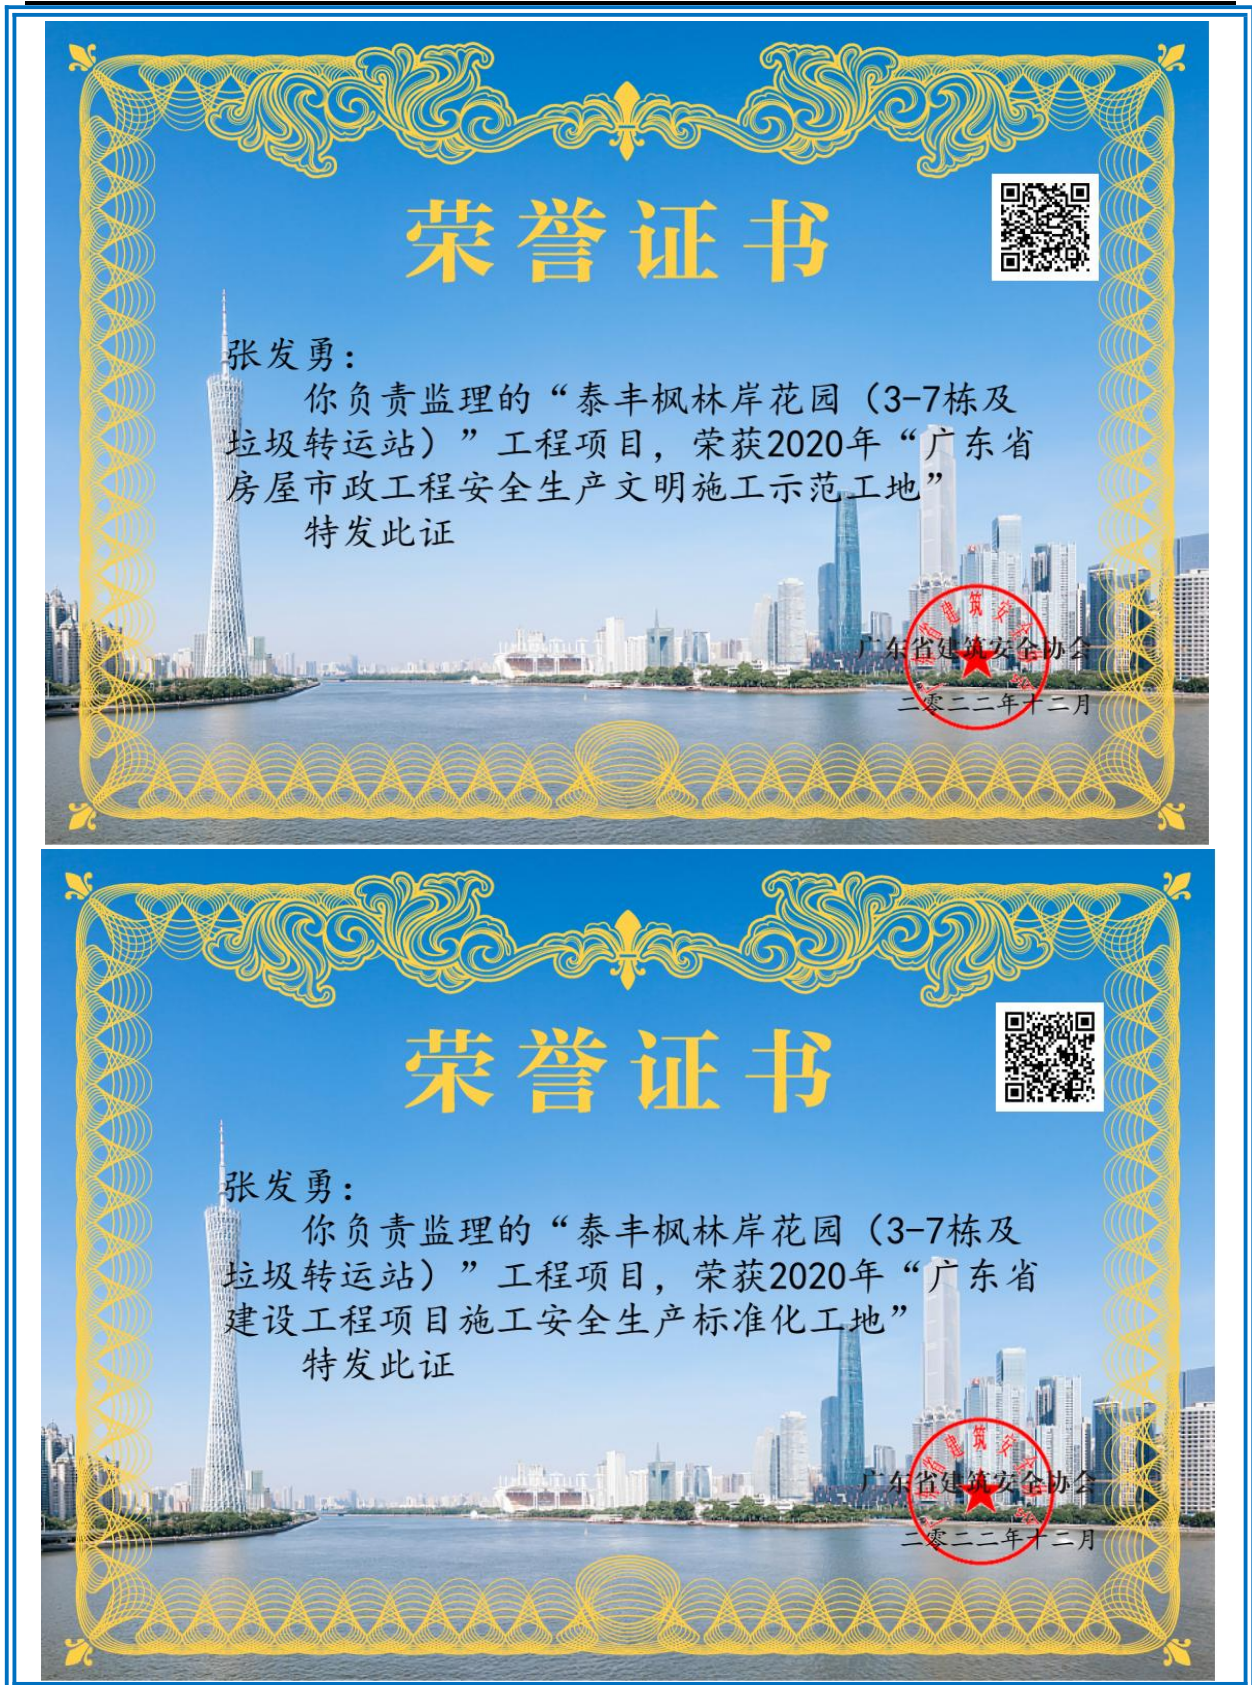 荣誉证书
张发勇：
你负责监理的“泰丰枫林岸花园（3-7栋及
垃圾转运站）”工程项目，荣获2020年“广东省
房屋市政工程安全生产文明施工示范工地”
特发此证
广东省建筑安全协会
二零二二年十二月
荣誉证书
张发勇：
你负责监理的“泰丰枫林岸花园（3-7栋及
垃圾转运站）”工程项目，荣获2020年“广东省
建设工程项目施工安全生产标准化工地”
特发此证
广东省建筑安全协会
二零二二年十二月